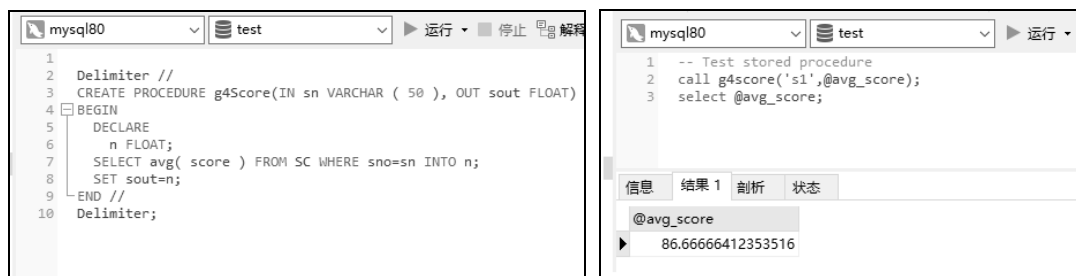 mysql80 test 运行 停止 解释
1
2 Delimiter //
3 CREATE PROCEDURE g4Score(IN sn VARCHAR ( 50 ), OUT sout FLOAT)
4 BEGIN
5 DECLARE
6 n FLOAT;
7 SELECT avg( score ) FROM SC WHERE sno=sn INTO n;
8 SET sout=n;
9 END //
10 Delimiter;
mysql80 test 运行
1 -- Test stored procedure
2 call g4score('s1',@avg_score);
3 select @avg_score;
信息 结果 1 剖析 状态
@avg_score
86.66666412353516